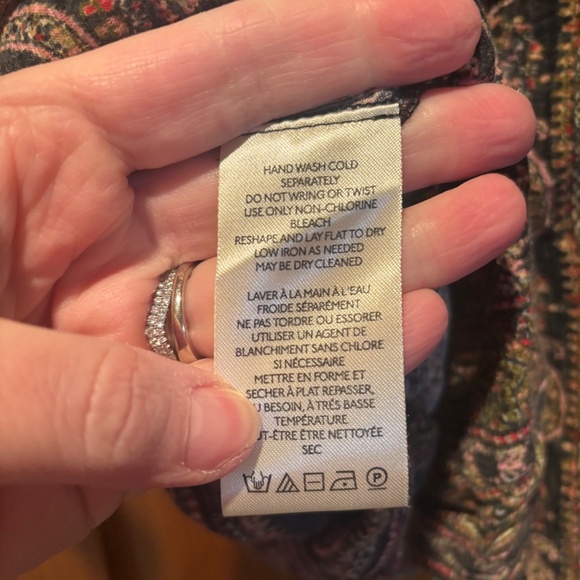 HAND WASH COLD
SEPARATELY
DO NOT WRING OR TWIST
USE ONLY NON-CHLORINE
BLEACH
RESHAPE AND LAY FLAT TO DRY
LOW IRON AS NEEDED
MAY BE DRY CLEANED
LAVER À LA MAIN À L'EAU
FROIDE SÉPARÉMENT
NE PAS TORDRE OU ESSORER
UTILISER UN AGENT DE
BLANCHIMENT SANS CHLORE
SI NÉCESSAIRE
METTRE EN FORME ET
SECHER À PLAT REPASSER,
BESOIN, À TRÉS BASSE
TEMPÉRATURE
UT-ÊTRE ÊTRE NETTOYÉE
SEC
P